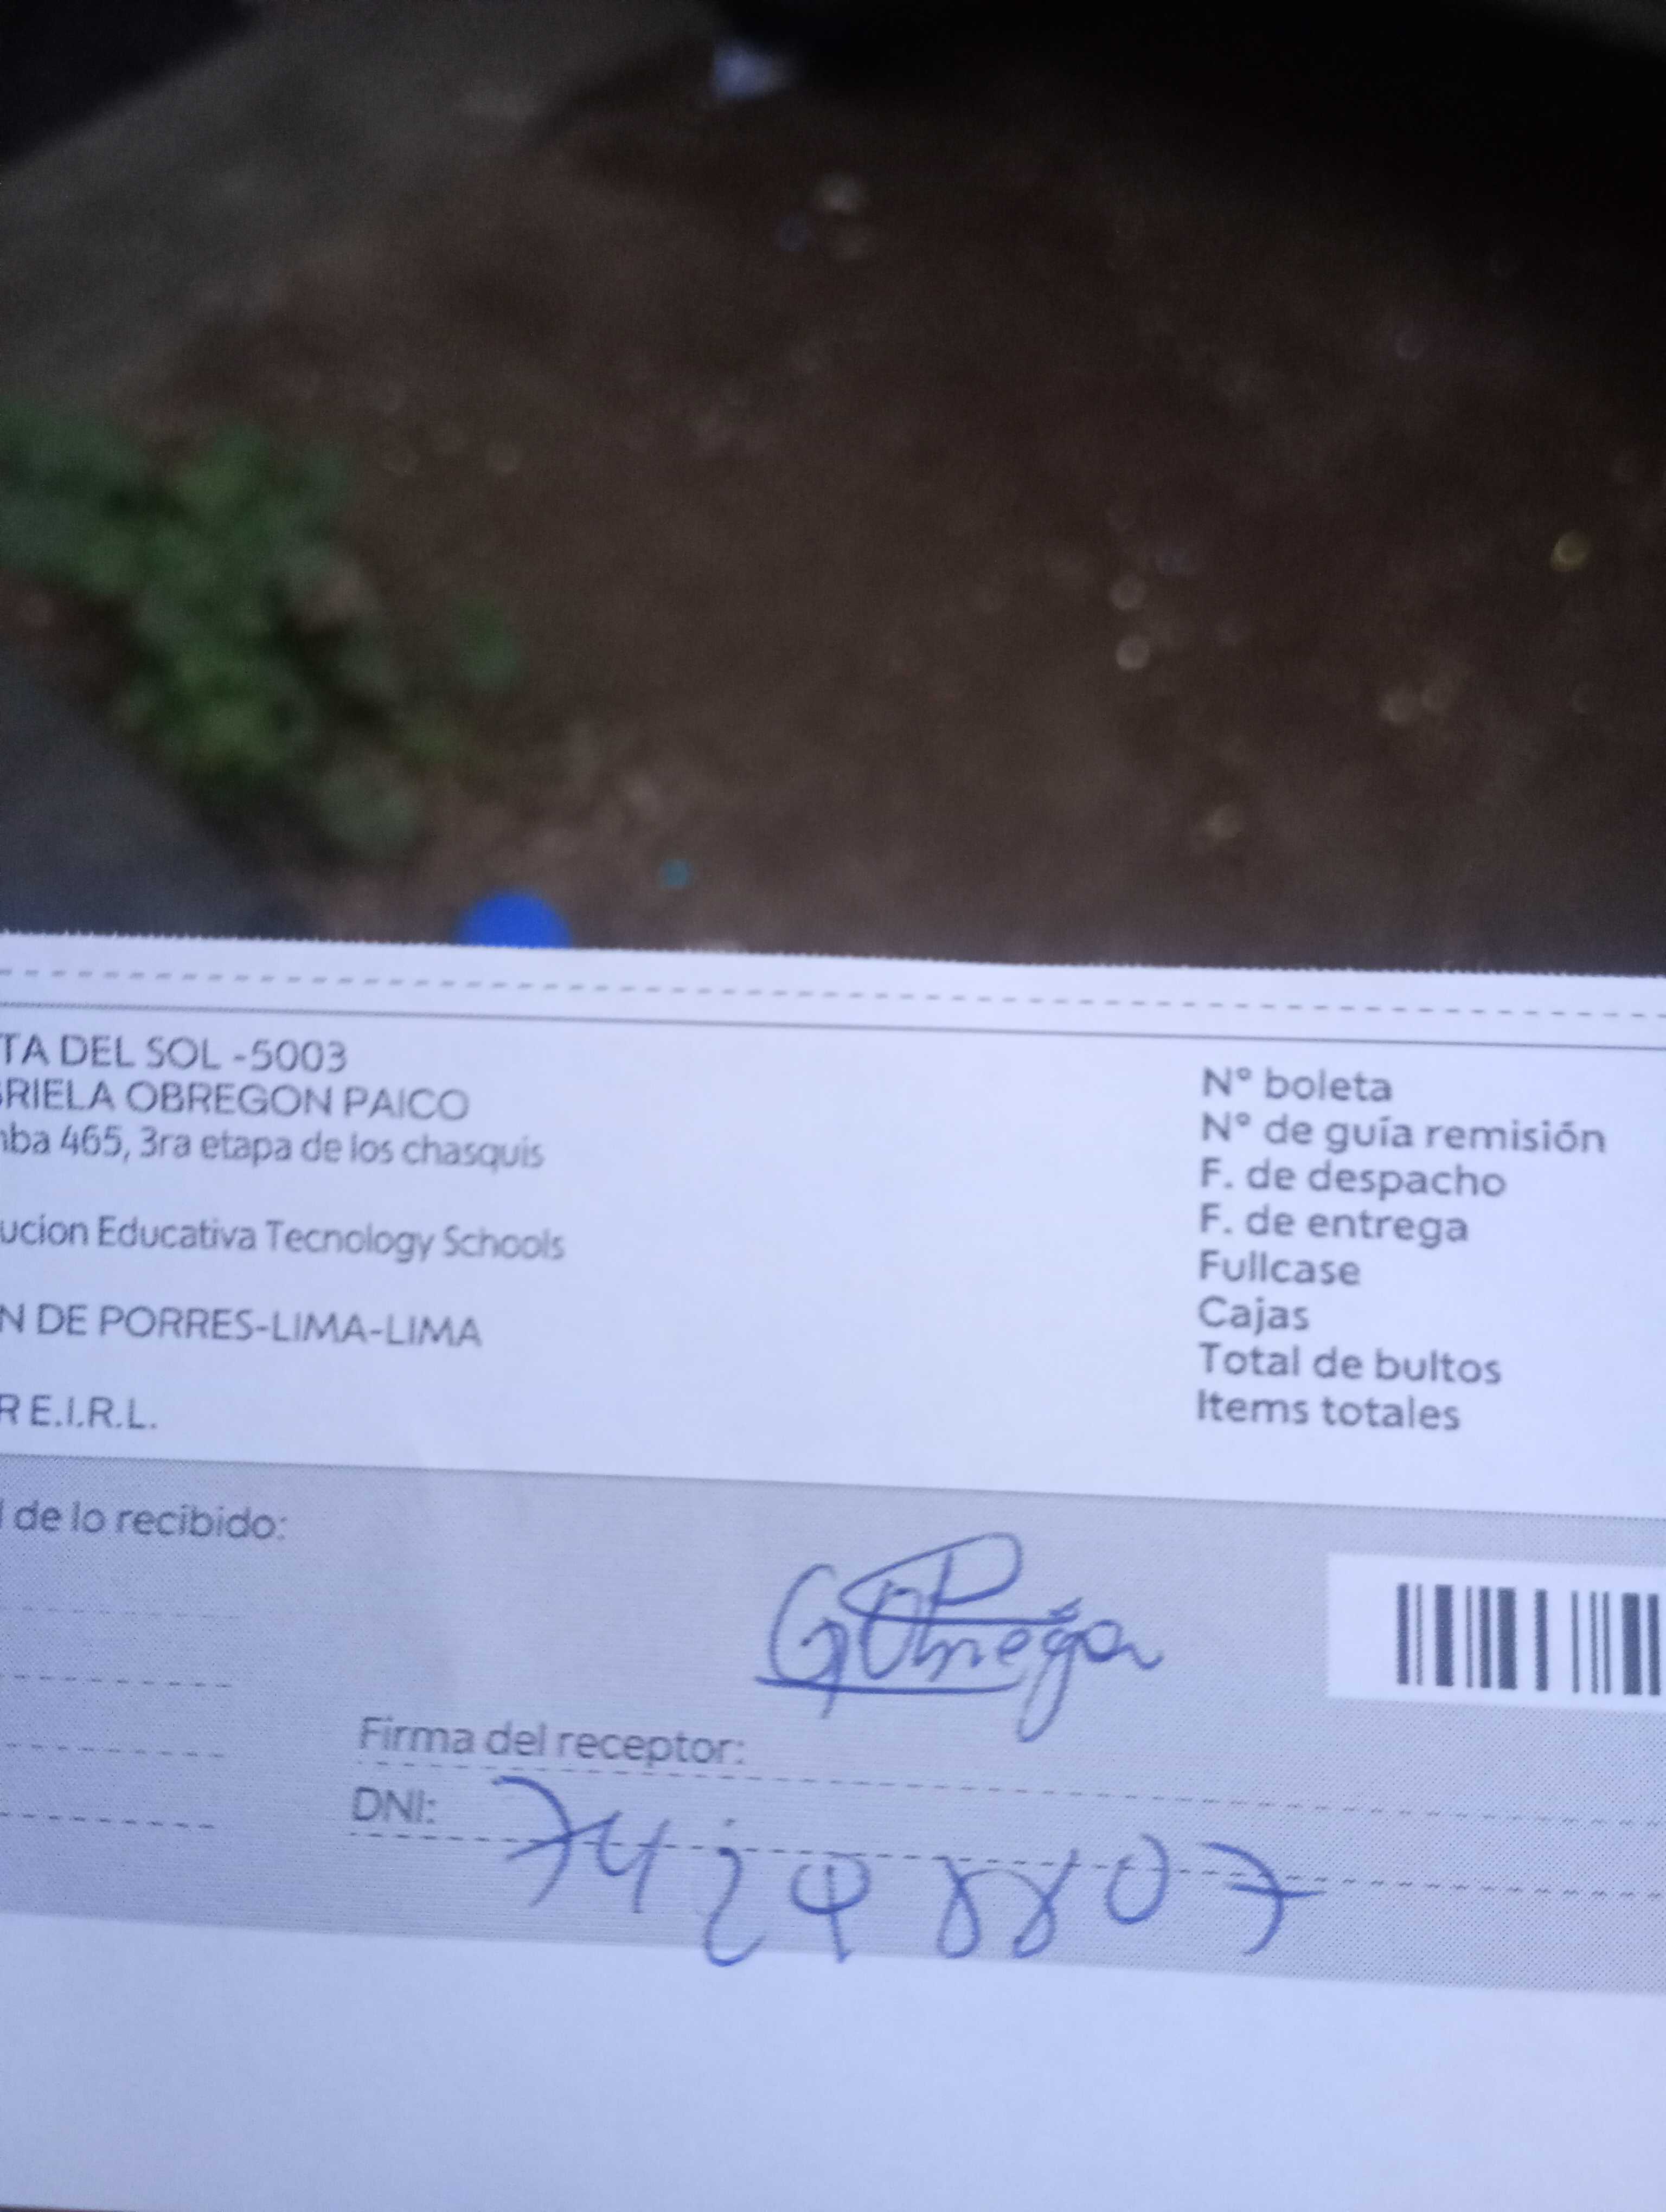 TA DEL SOL -5003
RIELA OBREGON PAICO
ba 465, 3ra etapa de los chasquis
ucion Educativa Tecnology Schools
N DE PORRES-LIMA-LIMA
R E.I.R.L.
N° boleta
N° de guía remisión
F. de despacho
F. de entrega
Fullcase
Cajas
Total de bultos
Items totales
de lo recibido:
Firma del receptor:
DNI: